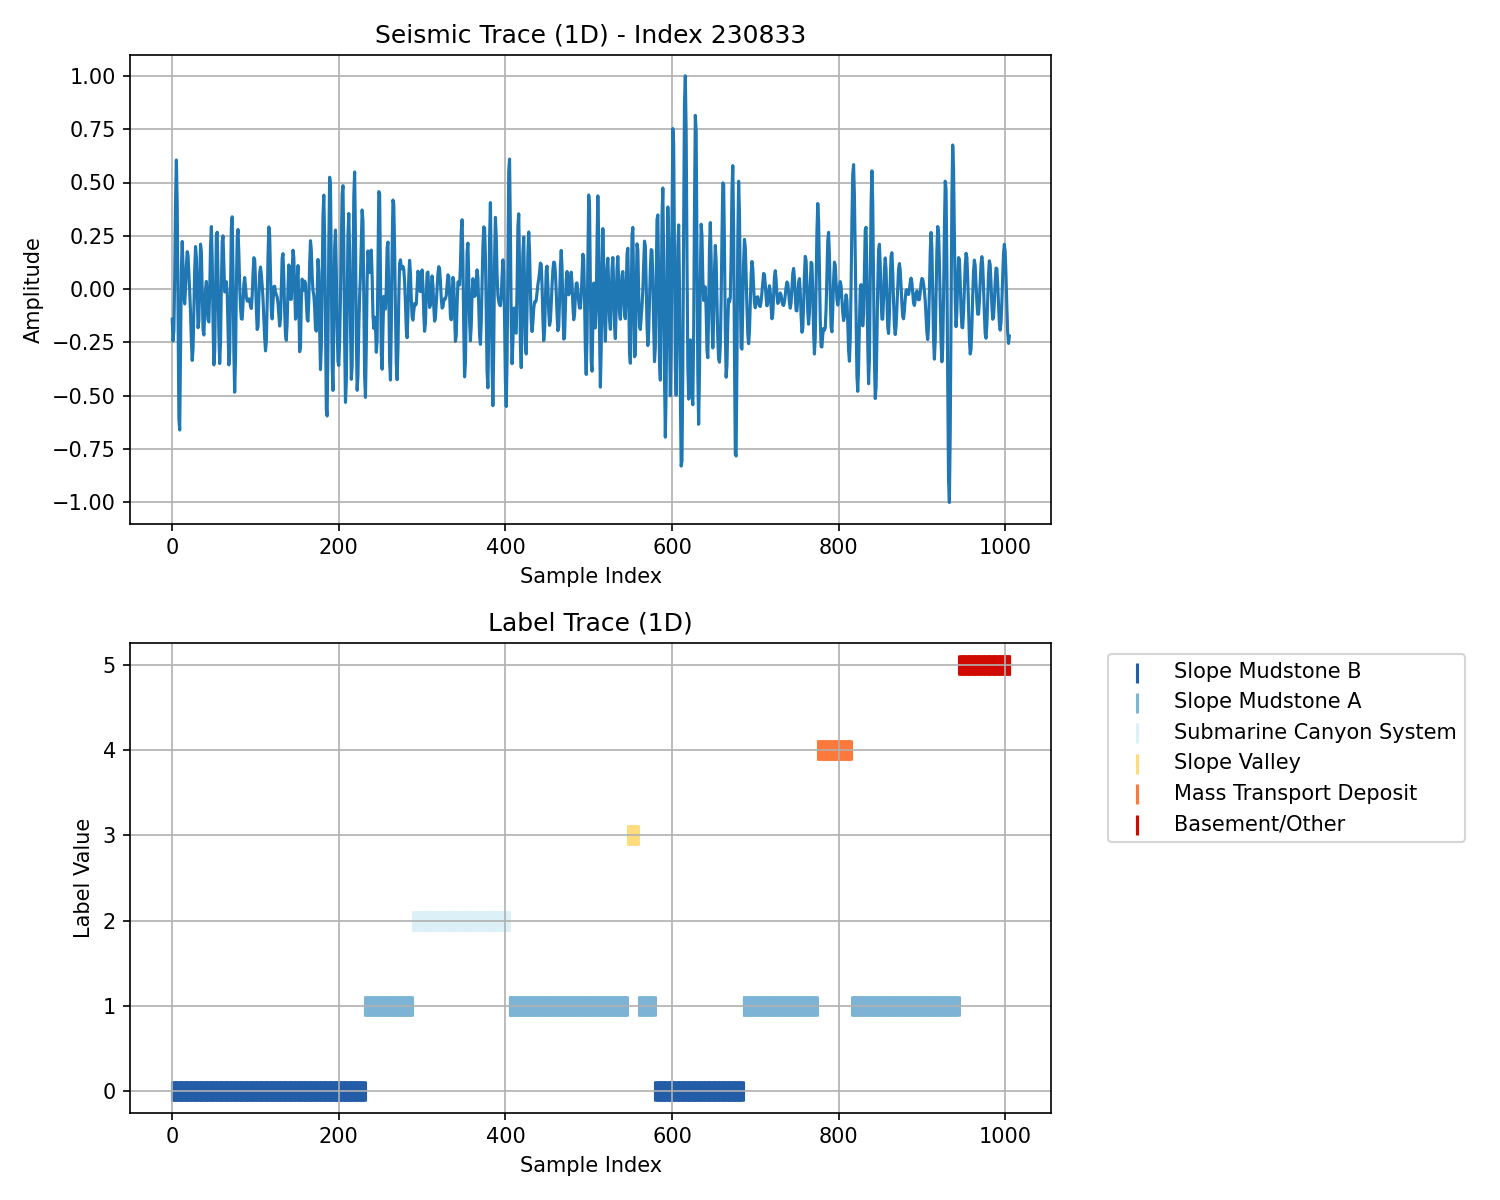 Seismic Trace (1D) - Index 230833
1.00
0.75
0.50
0.25
0.00
−0.25
−0.50
−0.75
−1.00
Amplitude
0 200 400 600 800 1000
Sample Index
Label Trace (1D)
5
4
3
2
1
0
Label Value
0 200 400 600 800 1000
Sample Index
Slope Mudstone B
Slope Mudstone A
Submarine Canyon System
Slope Valley
Mass Transport Deposit
Basement/Other